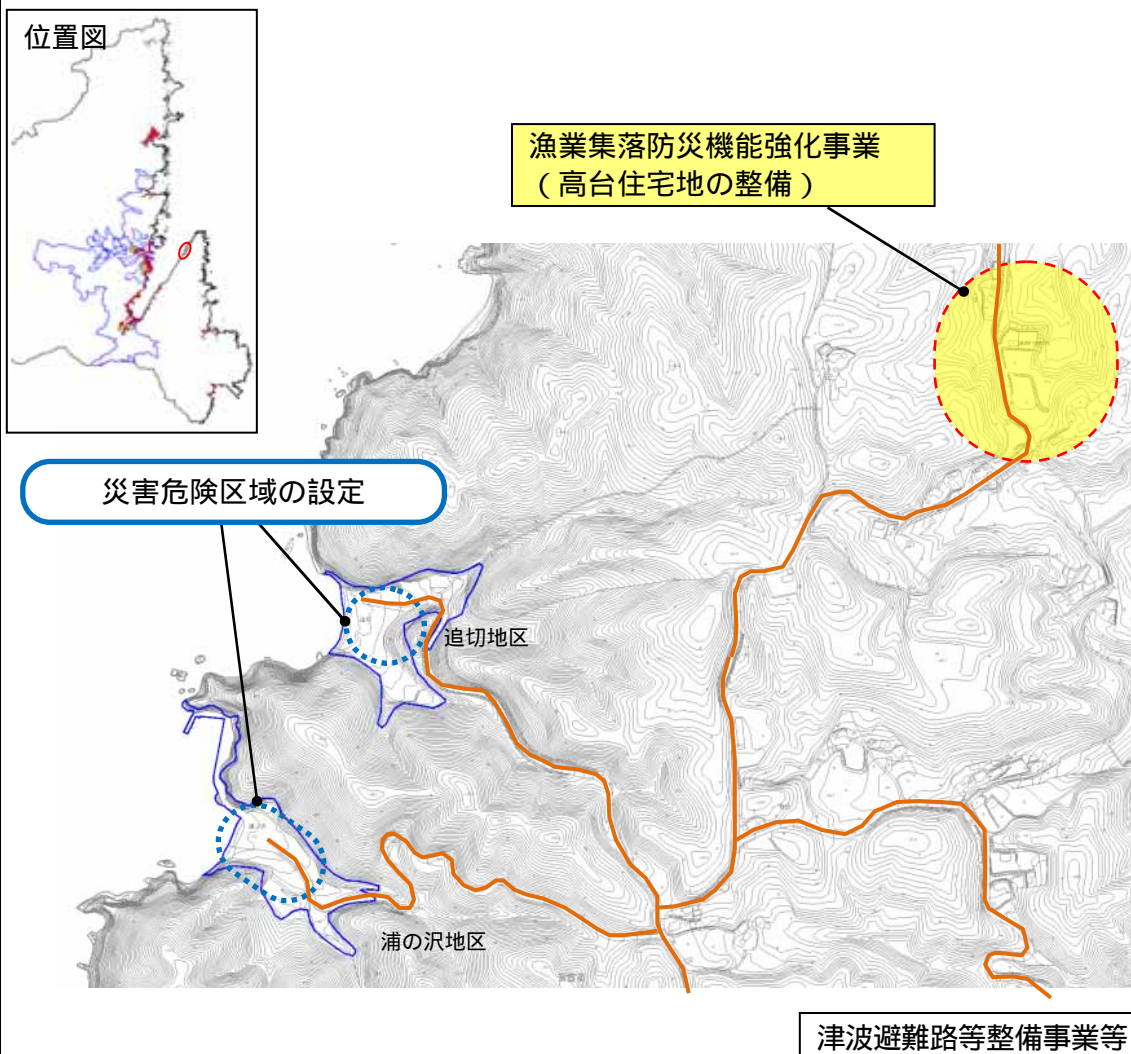 位置図
漁業集落防災機能強化事業
（高台住宅地の整備）
災害危険区域の設定
追切地区
浦の沢地区
津波避難路等整備事業等